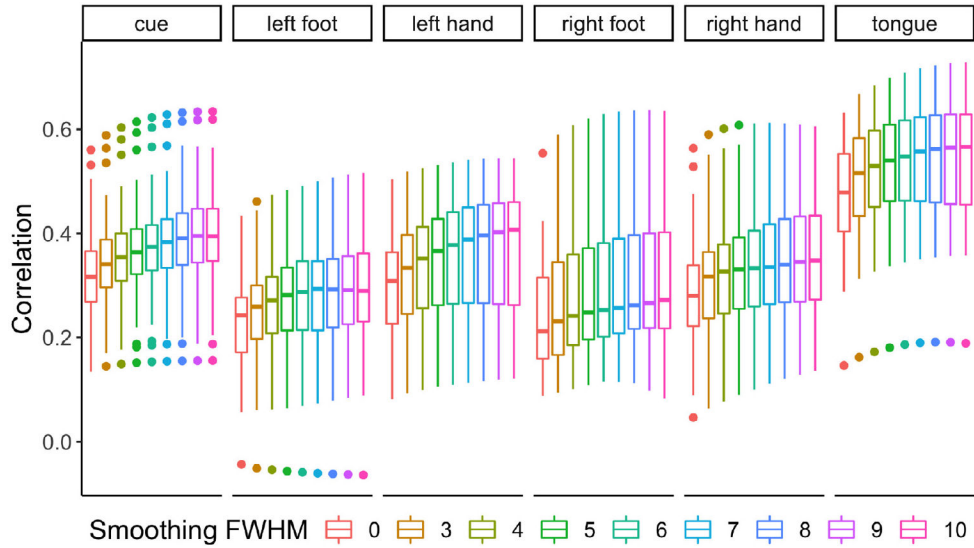 cue left foot left hand right foot right hand tongue
0.6
0.4
0.2
0.0
Correlation
Smoothing FWHM 0 3 4 5 6 7 8 9 10